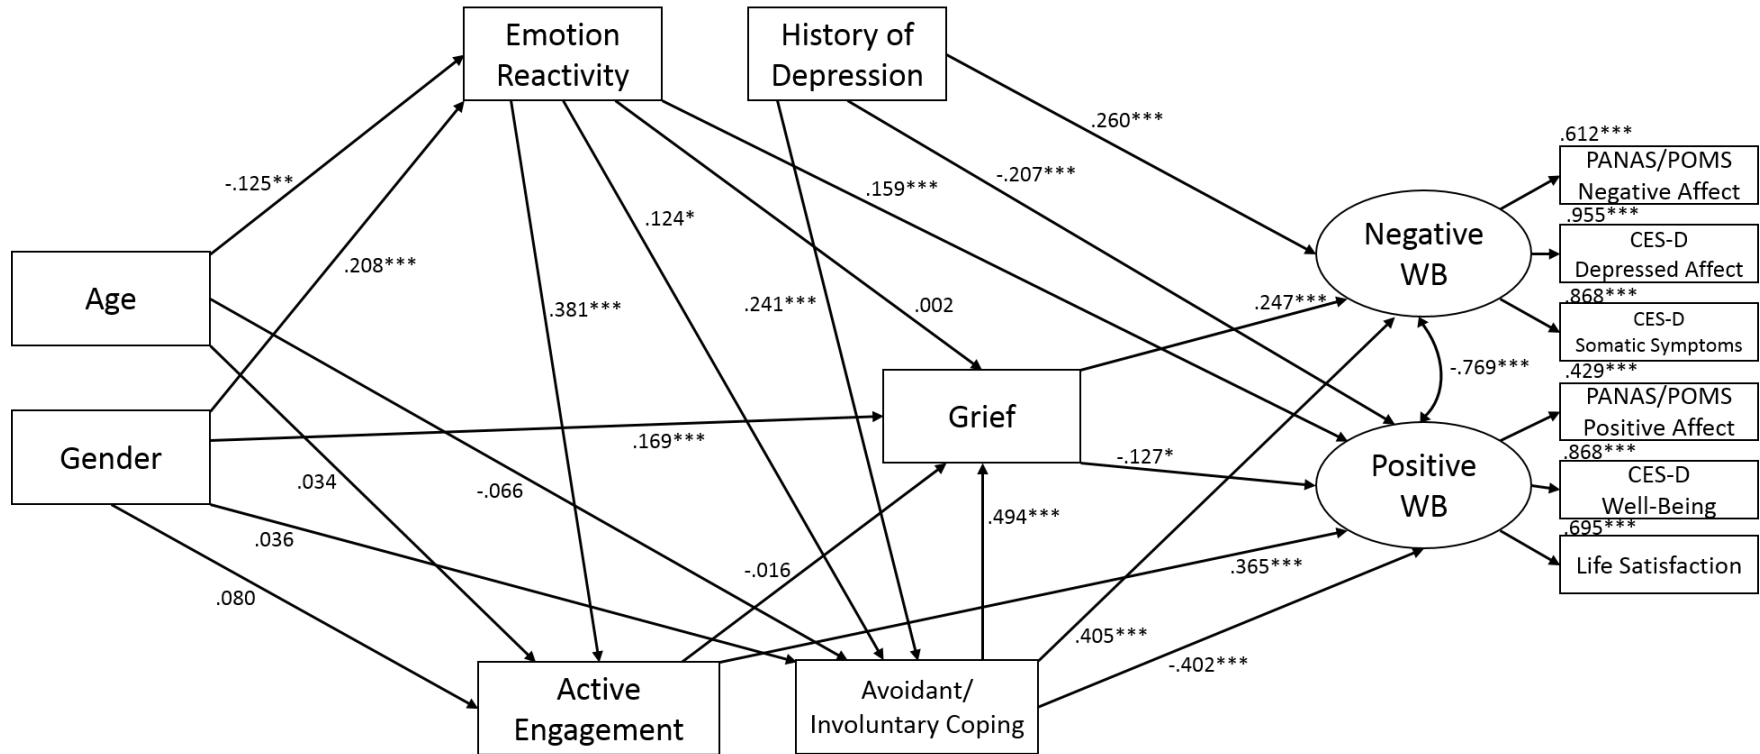 Emotion
Reactivity
History of
Depression
.260***
.612***
PANAS/POMS
Negative Affect
-.125**
.159***
-.207***
.124*
.955***
CES-D
Depressed Affect
Negative
WB
Age
.208***
.381***
.241***
.002
.247***
.868***
CES-D
Somatic Symptoms
-.769***
.429***
PANAS/POMS
Positive Affect
Grief
Gender
.169***
-.127*
.868***
CES-D
Well-Being
Positive
WB
.034
-.066
.494***
.036
-.016
.365***
.695***
Life Satisfaction
.080
.405***
-.402***
Active
Engagement
Avoidant/
Involuntary Coping